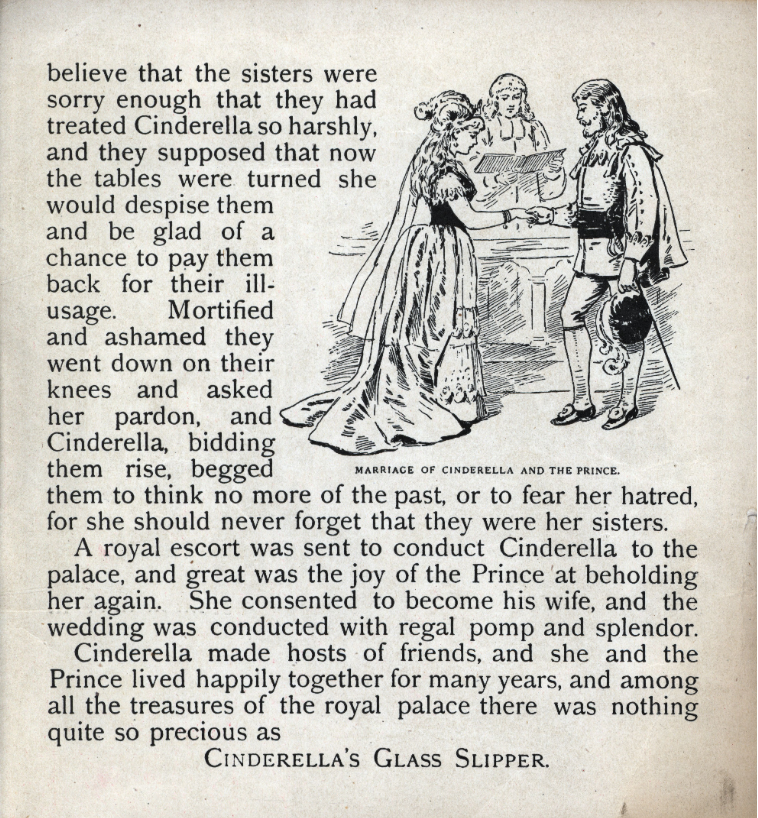 believe that the sisters were
sorry enough that they had
treated Cinderella so harshly,
and they supposed that now
the tables were turned she
would despise them
and be glad of a
chance to pay them
back for their ill-
usage. Mortified
and ashamed they
went down on their
knees and asked
her pardon, and
Cinderella, bidding
them rise, begged
MARRIAGE OF CINDERELLA AND THE PRINCE.
them to think no more of the past, or to fear her hatred,
for she should never forget that they were her sisters.
A royal escort was sent to conduct Cinderella to the
palace, and great was the joy of the Prince at beholding
her again. She consented to become his wife, and the
wedding was conducted with regal pomp and splendor.
Cinderella made hosts of friends, and she and the
Prince lived happily together for many years, and among
all the treasures of the royal palace there was nothing
quite so precious as
CINDERELLA'S GLASS SLIPPER.